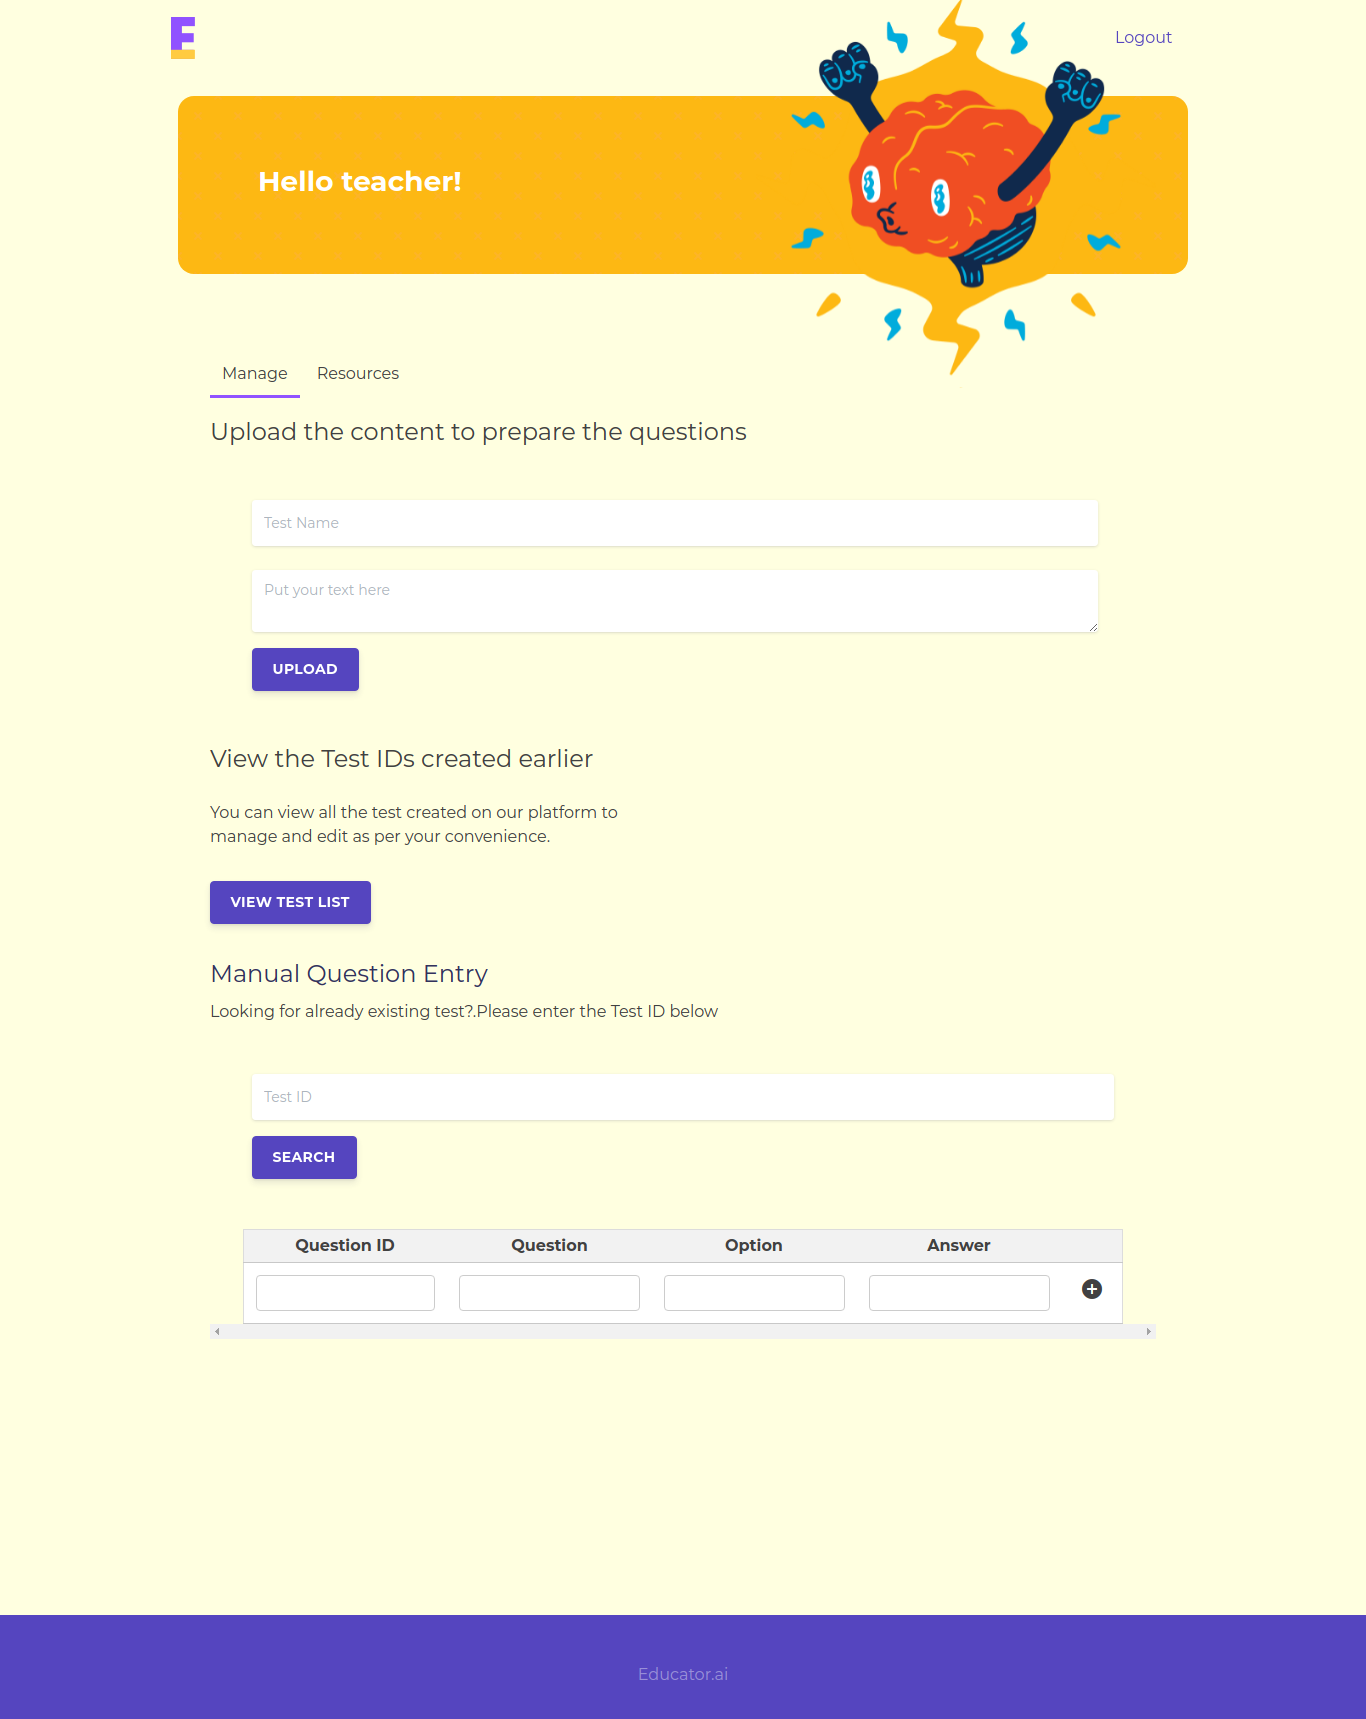 E
Logout
Hello teacher!
Manage Resources
Upload the content to prepare the questions
Test Name
Put your text here
UPLOAD
View the Test IDs created earlier
You can view all the test created on our platform to
manage and edit as per your convenience.
VIEW TEST LIST
Manual Question Entry
Looking for already existing test?.Please enter the Test ID below
Test ID
SEARCH
Question ID Question Option Answer
Educator.ai